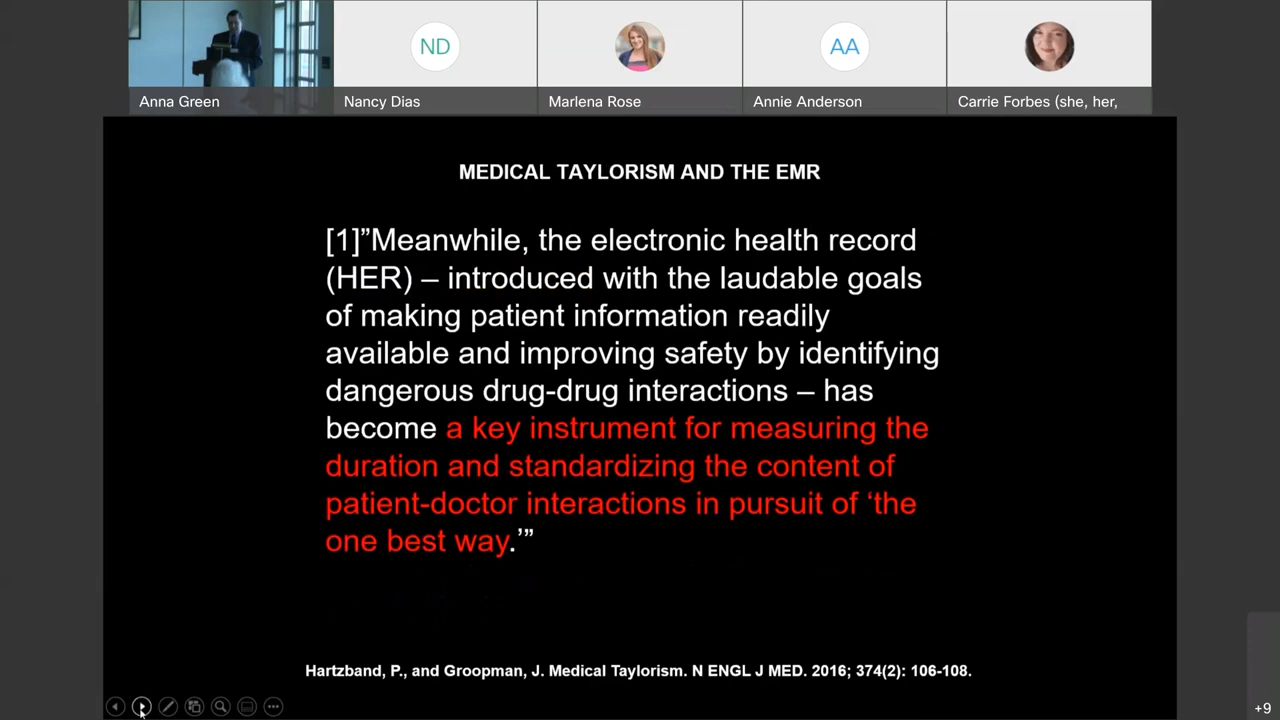 ND
AA
Anna Green
Nancy Dias
Marlena Rose
Annie Anderson
Carrie Forbes (she, her,
MEDICAL TAYLORISM AND THE EMR
[1]”Meanwhile, the electronic health record
(HER) – introduced with the laudable goals
of making patient information readily
available and improving safety by identifying
dangerous drug-drug interactions – has
become a key instrument for measuring the
duration and standardizing the content of
patient-doctor interactions in pursuit of ‘the
one best way.’”
Hartzband, P., and Groopman, J. Medical Taylorism. N ENGL J MED. 2016; 374(2): 106-108.
+9